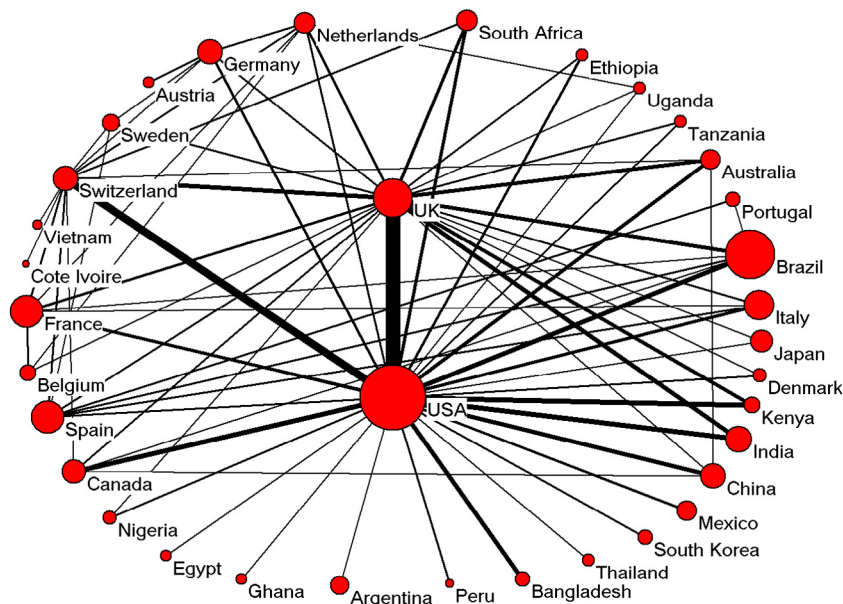 Netherlands
South Africa
Germany
Ethiopia
Austria
Uganda
Sweden
Tanzania
Australia
Switzerland
UK
Portugal
Vietnam
Brazil
Cote Ivoire
France
Italy
Japan
Belgium
Denmark
USA
Kenya
Spain
India
Canada
China
Mexico
Nigeria
South Korea
Egypt
Thailand
Ghana
Argentina
Peru
Bangladesh